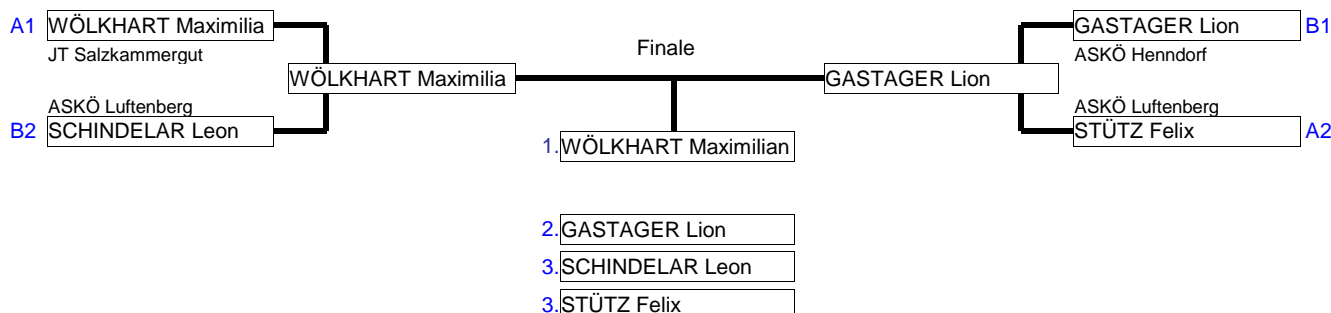 A1 WÖLKHART Maximilia
JT Salzkammergut
ASKÖ Luftenberg
B2 SCHINDELAR Leon
WÖLKHART Maximilia
Finale
GASTAGER Lion
GASTAGER Lion B1
ASKÖ Henndorf
ASKÖ Luftenberg
STÜTZ Felix A2
1. WÖLKHART Maximilian
2. GASTAGER Lion
3. SCHINDELAR Leon
3. STÜTZ Felix